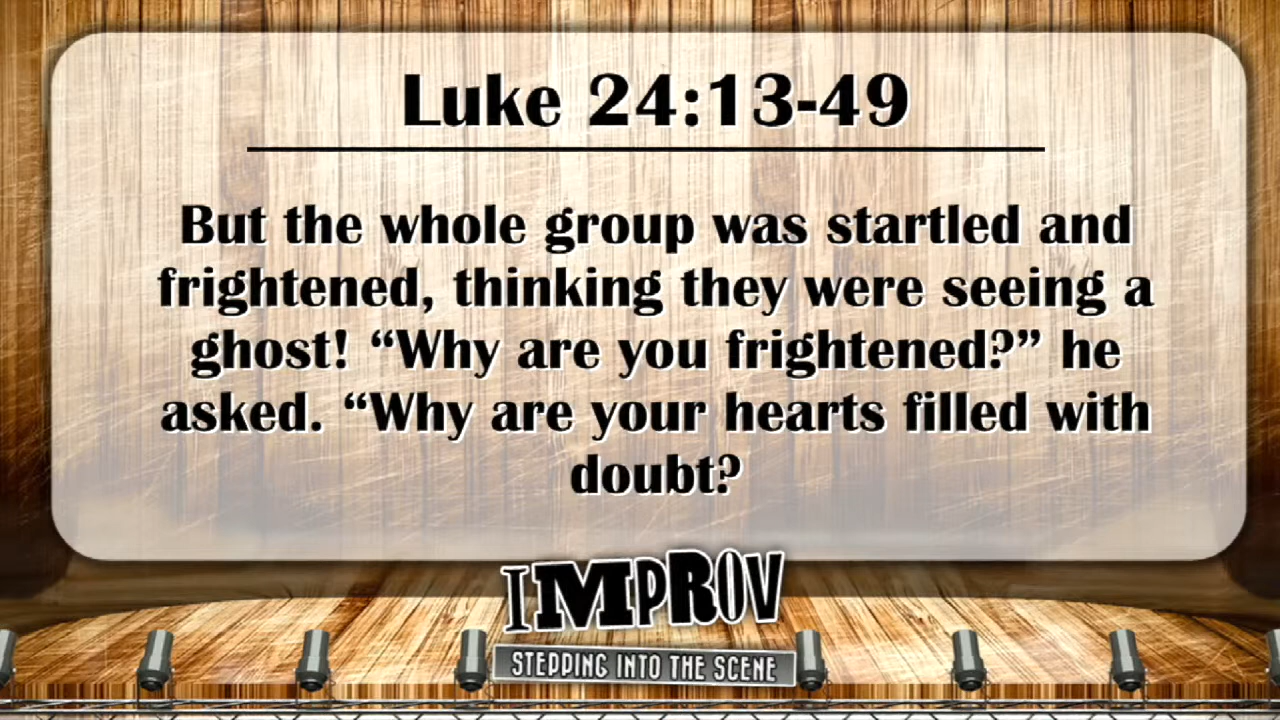 Luke 24:13-49
But the whole group was startled and
frightened, thinking they were seeing a
ghost! “Why are you frightened?” he
asked. “Why are your hearts filled with
doubt?
IMPROV
STEPPING INTO THE SCENE